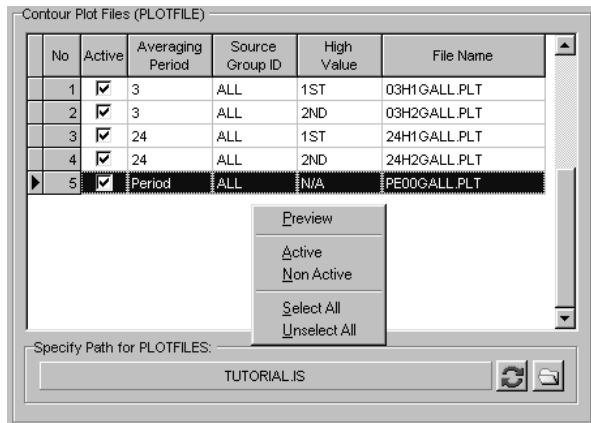 Contour Plot Files (PLOTFILE)
No Active Averaging Period Source Group ID High Value File Name
1 3 ALL 1ST 03H1GALL.PLT
2 3 ALL 2ND 03H2GALL.PLT
3 24 ALL 1ST 24H1GALL.PLT
4 24 ALL 2ND 24H2GALL.PLT
5 Period ALL N/A PE00GALL.PLT
Preview
Active
Non Active
Select All
Unselect All
Specify Path for PLOTFILES:
TUTORIAL.IS